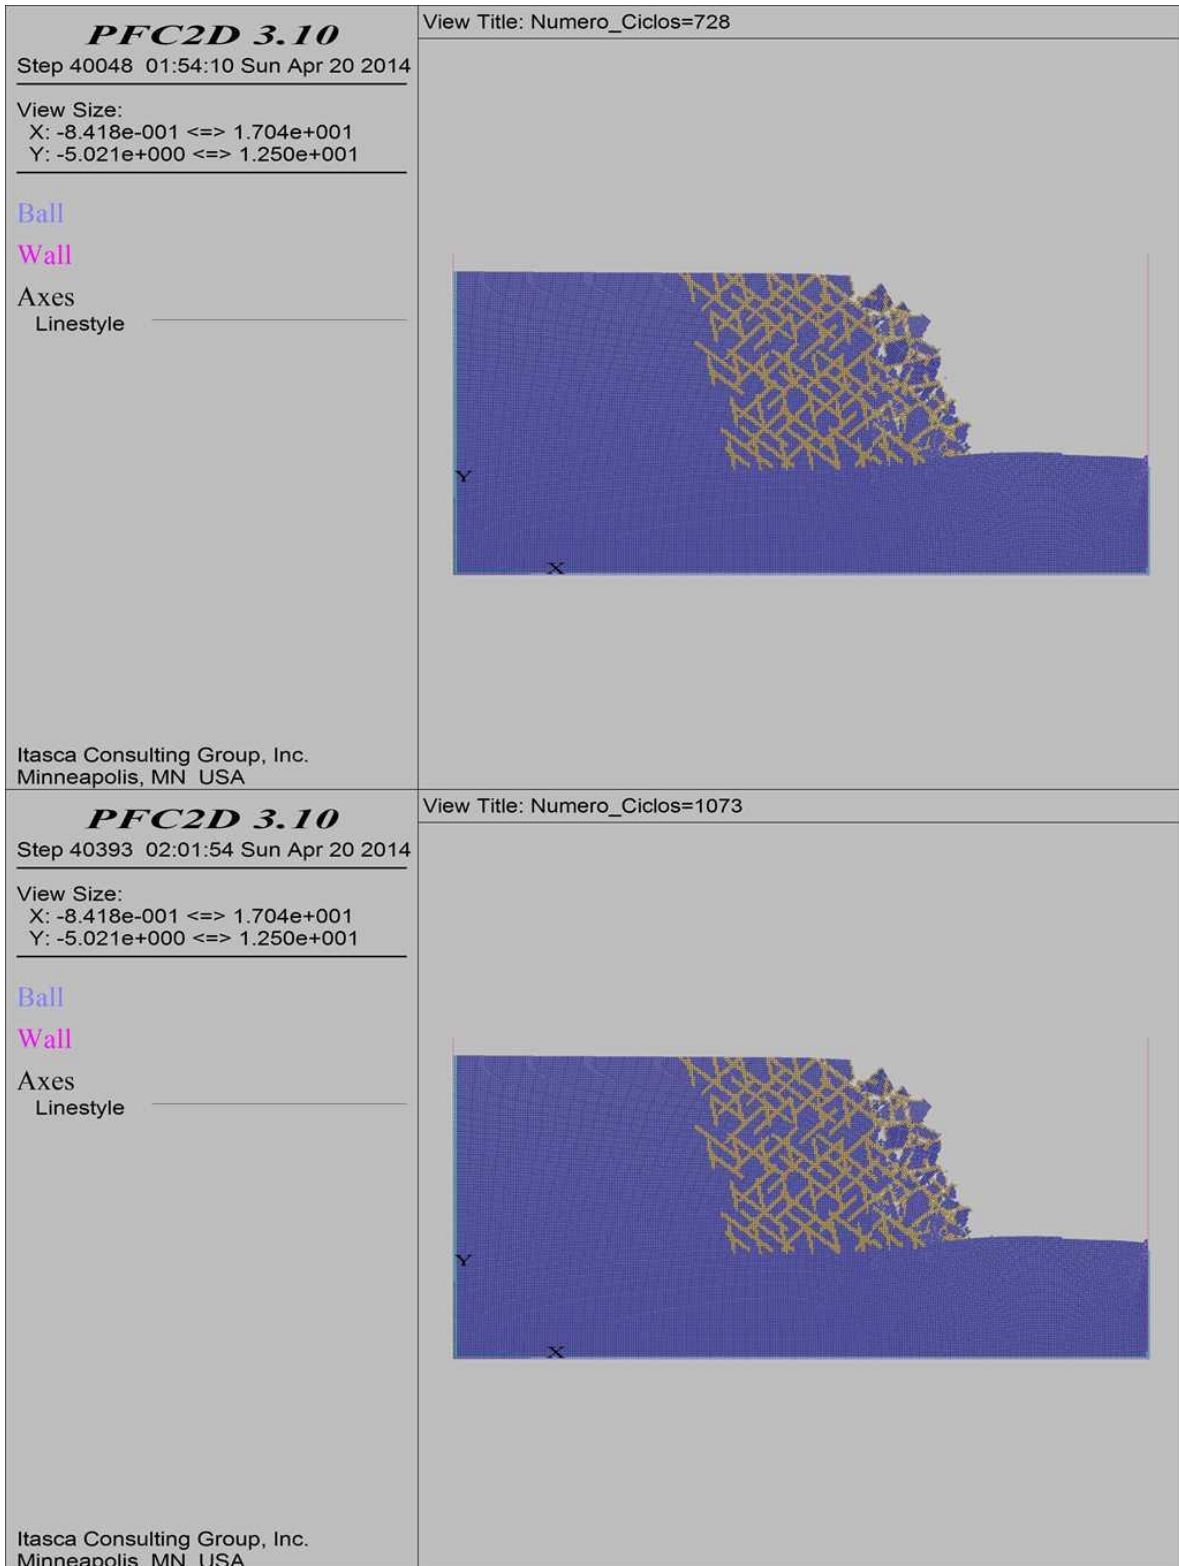 PFC2D 3.10
Step 40048 01:54:10 Sun Apr 20 2014
View Size:
X: -8.418e-001 <=> 1.704e+001
Y: -5.021e+000 <=> 1.250e+001
Ball
Wall
Axes
Linestyle
Itasca Consulting Group, Inc.
Minneapolis, MN USA
View Title: Numero_Ciclos=728
Y
X
PFC2D 3.10
Step 40393 02:01:54 Sun Apr 20 2014
View Size:
X: -8.418e-001 <=> 1.704e+001
Y: -5.021e+000 <=> 1.250e+001
Ball
Wall
Axes
Linestyle
Itasca Consulting Group, Inc.
Minneapolis, MN USA
View Title: Numero_Ciclos=1073
Y
X